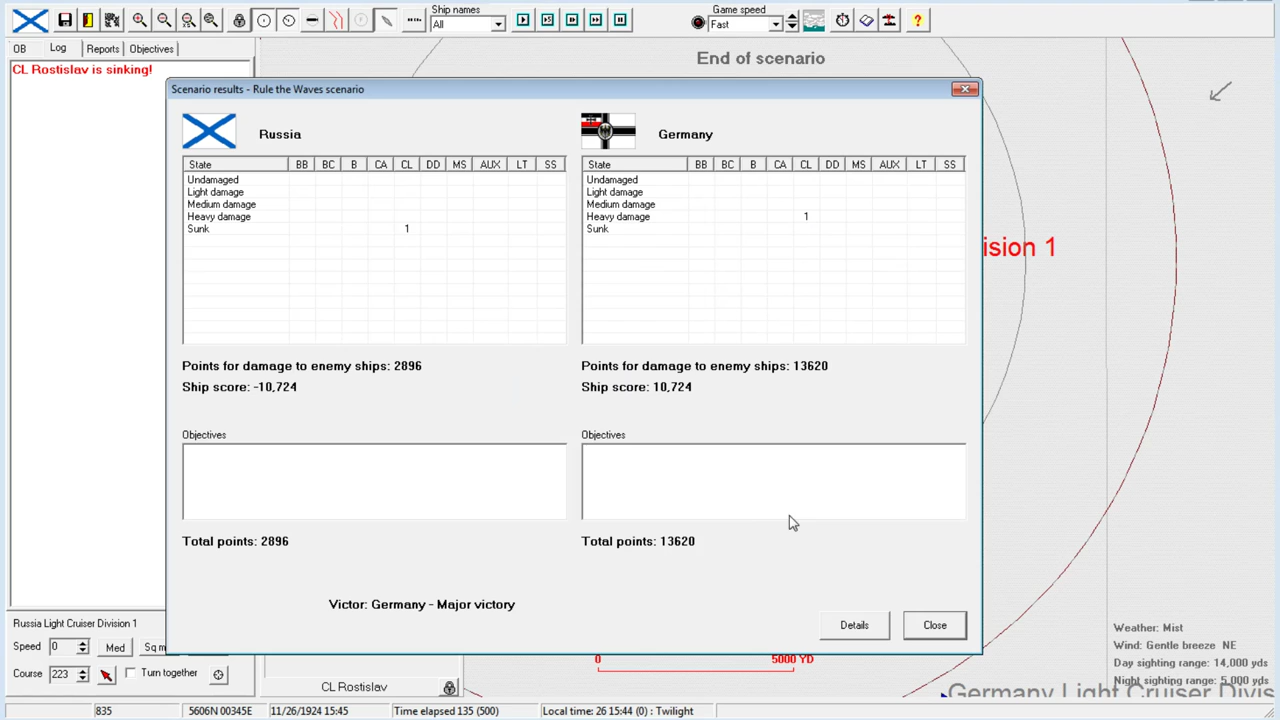 Ship names
All
Game speed
Fast
OB Log Reports Objectives
CL Rostislav is sinking!
End of scenario
Scenario results - Rule the Waves scenario
Russia
Germany
State BB BC B CA CL DD MS AUX LT SS
Undamaged
Light damage
Medium damage
Heavy damage
Sunk 1
State BB BC B CA CL DD MS AUX LT SS
Undamaged
Light damage
Medium damage
Heavy damage 1
Sunk
ision 1
Points for damage to enemy ships: 2896
Ship score: -10,724
Points for damage to enemy ships: 13620
Ship score: 10,724
Objectives
Objectives
Total points: 2896
Total points: 13620
Victor: Germany - Major victory
Details
Close
Russia Light Cruiser Division 1
Speed 0 Med Sq m
Course 223 Turn together
CL Rostislav
0 5000 YD
Weather: Mist
Wind: Gentle breeze NE
Day sighting range: 14,000 yds
Night sighting range: 5,000 yds
Germany Light Cruiser Divis
835 5606N 00345E 11/26/1924 15:45 Time elapsed 135 (500) Local time: 26 15:44 (0) : Twilight